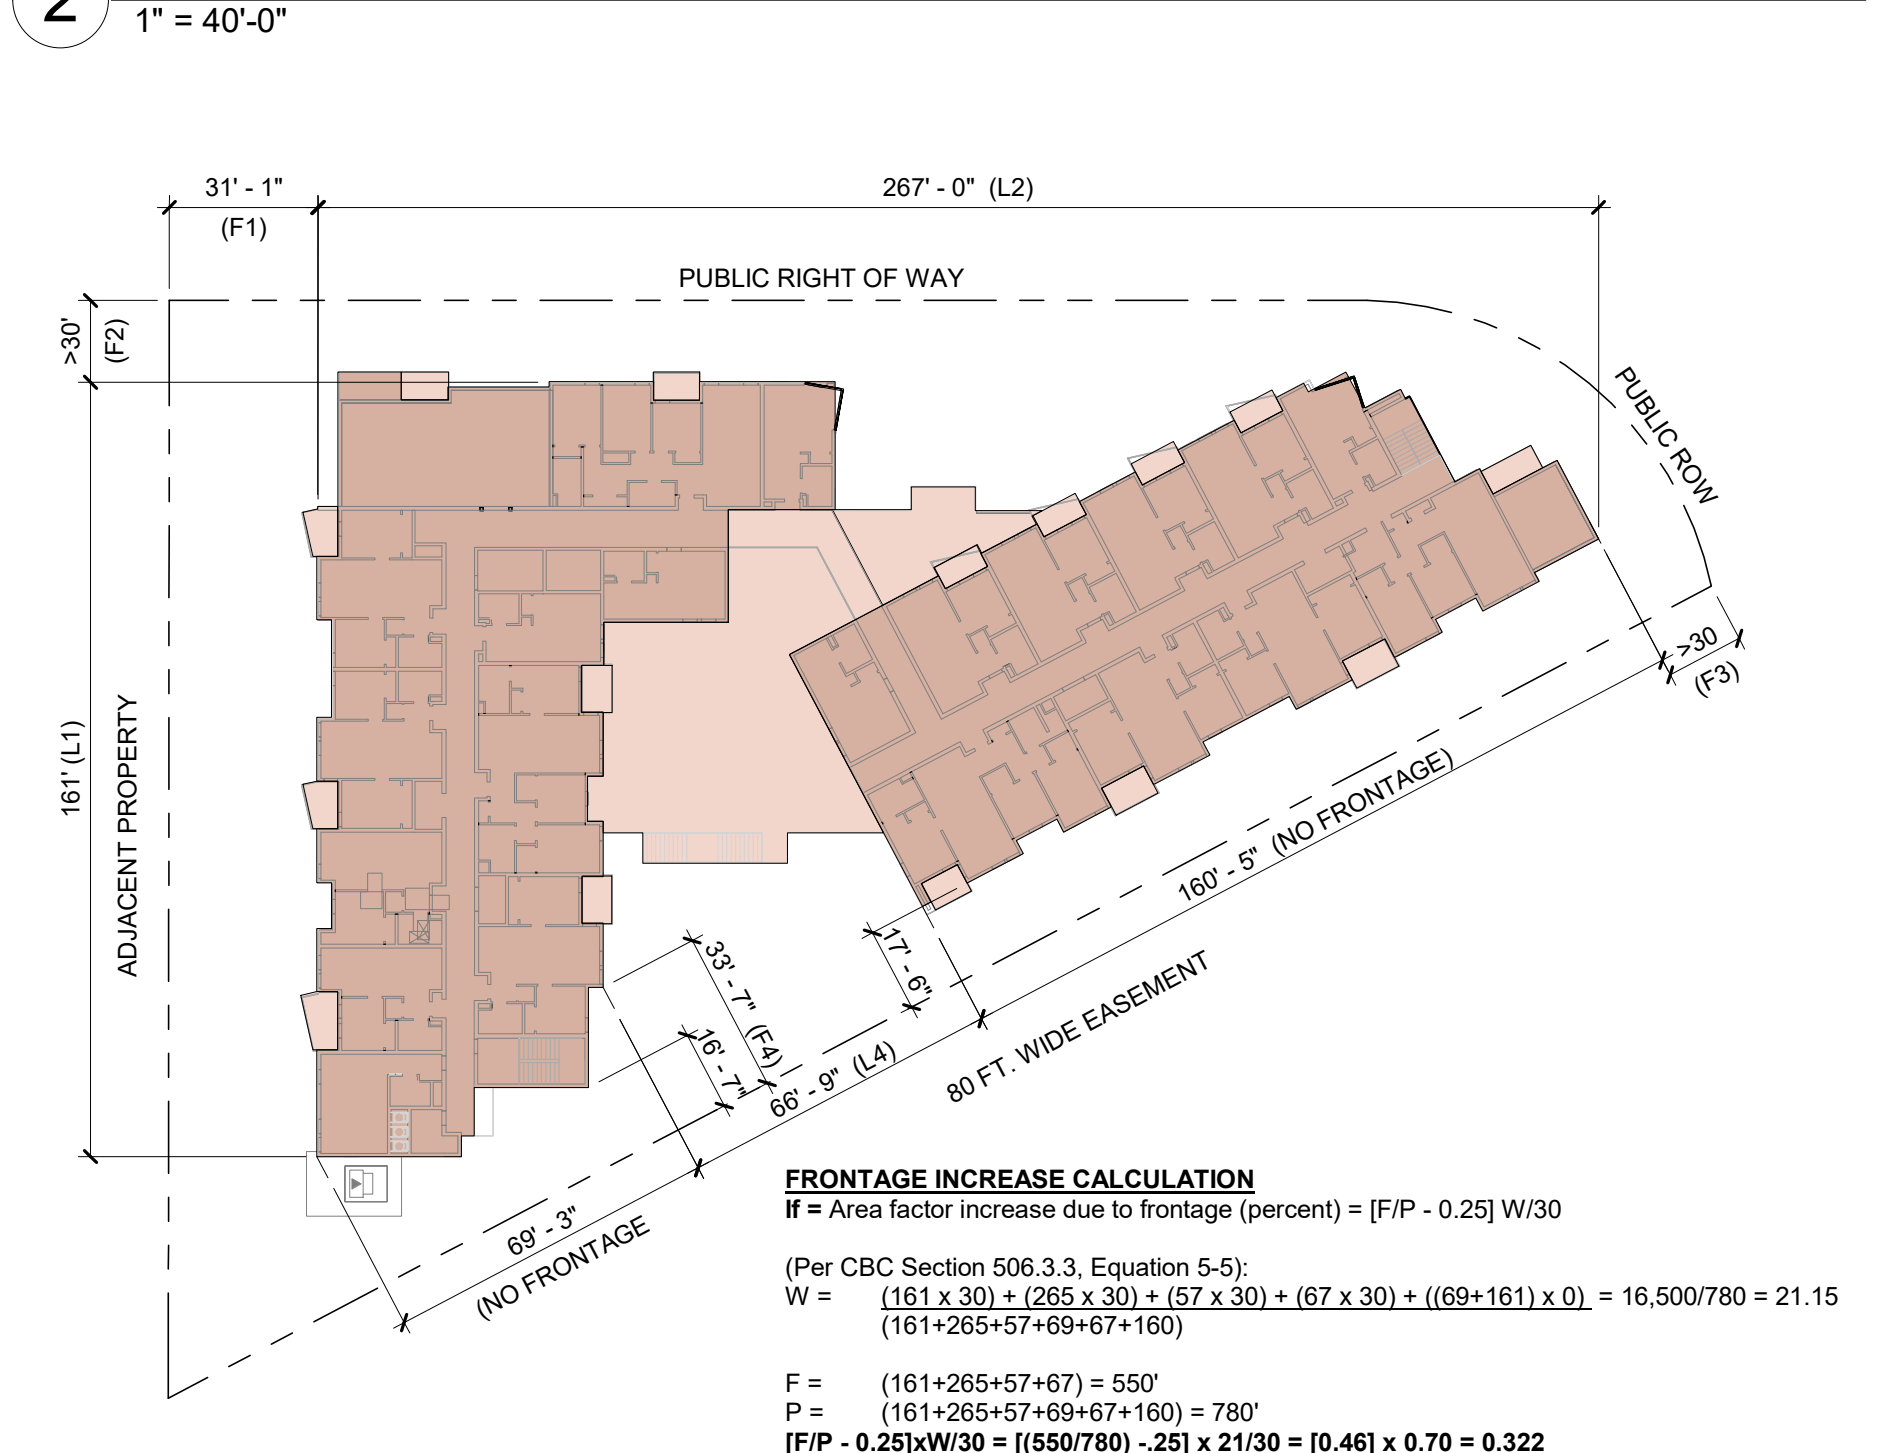 2
1" = 40'-0"
31' - 1"
(F1)
267' - 0" (L2)
PUBLIC RIGHT OF WAY
>30'
(F2)
PUBLIC ROW
161' (L1)
ADJACENT PROPERTY
>30
(F3)
160' - 5" (NO FRONTAGE)
17' - 6"
33' - 7" (F4)
16' - 7"
66' - 9" (L4)
80 FT. WIDE EASEMENT
69' - 3"
(NO FRONTAGE
FRONTAGE INCREASE CALCULATION
If = Area factor increase due to frontage (percent) = [F/P - 0.25] W/30
(Per CBC Section 506.3.3, Equation 5-5):
W = (161 x 30) + (265 x 30) + (57 x 30) + (67 x 30) + ((69+161) x 0) = 16,500/780 = 21.15
(161+265+57+69+67+160)
F = (161+265+57+67) = 550'
P = (161+265+57+69+67+160) = 780'
[F/P - 0.25]xW/30 = [(550/780) -.25] x 21/30 = [0.46] x 0.70 = 0.322